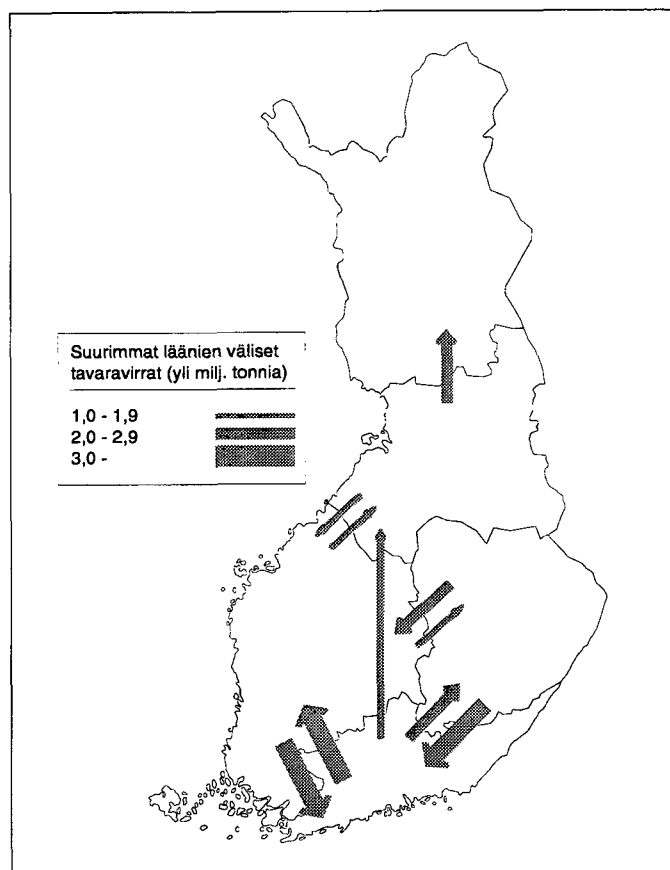 Suurimmat läänien väliset
tavaravirrat (yli milj. tonnia)
1,0 - 1,9
2,0 - 2,9
3,0 -